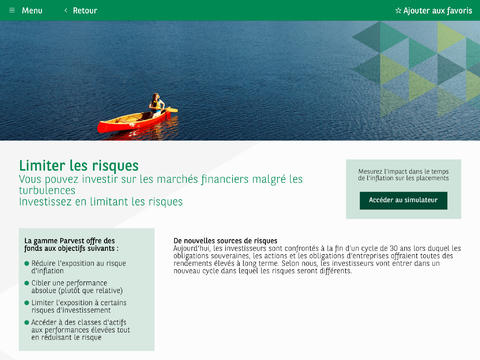 Menu
Retour
☆ Ajouter aux favoris
Limiter les risques
Vous pouvez investir sur les marchés financiers malgré les
turbulences
Investissez en limitant les risques
Mesurez l'impact dans le temps
de l'inflation sur les placements
Accéder au simulateur
La gamme Parvest offre des
fonds aux objectifs suivants :
Réduire l'exposition au risque
d'inflation
Cibler une performance
absolue (plutôt que relative)
Limiter l'exposition à certains
risques d'investissement
Accéder à des classes d'actifs
aux performances élevées tout
en réduisant le risque
De nouvelles sources de risques
Aujourd'hui, les investisseurs sont confrontés à la fin d'un cycle de 30 ans lors duquel les
obligations souveraines, les actions et les obligations d'entreprises offraient toutes des
rendements élevés à long terme. Selon nous, les investisseurs vont entrer dans un
nouveau cycle dans lequel les risques seront différents.